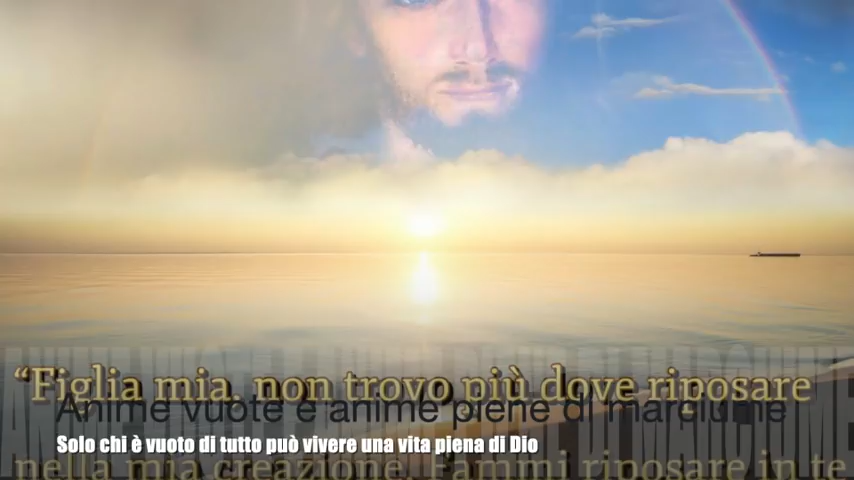 “Figlia mia, non trovo più dove riposare
Anime vuote e anime piene di marciume
Solo chi è vuoto di tutto può vivere una vita piena di Dio
nella mia creazione. Fammi riposare in te